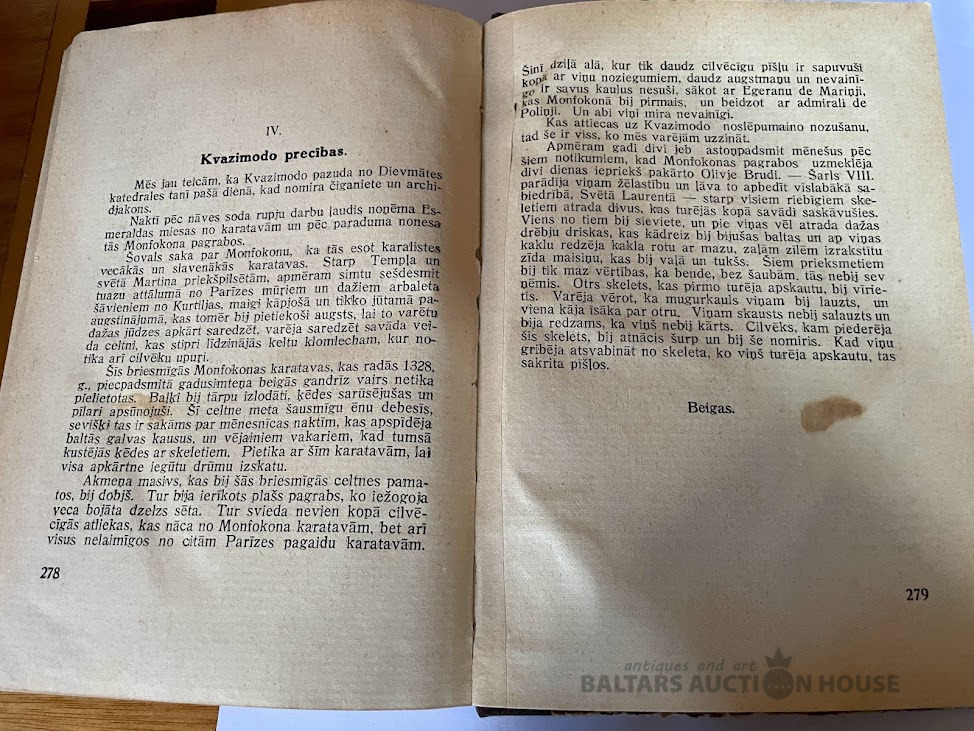 IV.
Kvazimodo precības.
Mēs jau teicām, ka Kvazimodo pazuda no Dievmātes
katedrales tanī pašā dienā, kad nomira čiganiete un archi-
djakons.
Naktī pēc nāves soda rupju darbu ļaudis noņēma Es-
meraldas miesas no karatavām un pēc paraduma nonesa
tās Monfokona pagrabos.
Sovals saka par Monfokonu, ka tās esot karalistes
vecākās un slavenākās karatavas. Starp Templa un
svētā Martina priekšpilsētām, apmēram simtu sešdesmit
tuazu attālumā no Parīzes mūriem un dažiem arbaleta
šāvieniem no Kurtiljas, maigi kāpjošā un tikko jūtamā pa-
augstinājumā, kas tomēr bij pietiekoši augsts, lai to varētu
dažas jūdzes apkārt saredzēt, varēja saredzēt savāda vei-
da celtni, kas stipri līdzinājās keltu klomlecham, kur no-
tika arī cilvēku upuri.
Šīs briesmīgās Monfokonas karatavas, kas radās 1328,
g., piecpadsmitā gadusimteņa beigās gandrīz vairs netika
pielietotas. Baļķi bij tārpu izlodāti, ķēdes sarūsējušas un
pīlari apsūnojuši. Šī celtne meta šausmīgu ēnu debesīs,
sevišķi tas ir sakāms par mēnesnīcas naktīm, kas apspīdēja
baltās galvas kausus, un vējainiem vakariem, kad tumsā
kustējās ķēdes ar skeletiem. Pietika ar šīm karatavām, lai
visa apkārtne iegūtu drūmu izskatu.
Akmeņa masivs, kas bij šās briesmīgās celtnes pama-
tos, bij dobjš. Tur bija ierīkots plašs pagrabs, ko iežogoja
veca bojāta dzelzs sēta. Tur svieda nevien kopā cilvē-
cīgās atliekas, kas nāca no Monfokona karatavām, bet arī
visus nelaimīgos no citām Parīzes pagaidu karatavām.
278
Šinī dziļā alā, kur tik daudz cilvēcīgu pīšļu ir sapuvuši
kopā ar viņu noziegumiem, daudz augstmaņu un nevainī-
go ir savus kaulus nesuši, sākot ar Egeranu de Mariņji,
kas Monfokonā bij pirmais, un beidzot ar admirali de
Poliņji. Un abi viņi mira nevainīgi.
Kas attiecas uz Kvazimodo noslēpumaino nozušanu,
tad še ir viss, ko mēs varējām uzzināt.
Apmēram gadi divi jeb astoņpadsmit mēnešus pēc
šiem notikumiem, kad Monfokonas pagrabos uzmeklēja
divi dienas iepriekš pakārto Olivje Brudi. — Šarls VIII.
parādīja viņam žēlastību un ļāva to apbedīt vislabākā sa-
biedrībā, Svētā Laurentā — starp visiem riebīgiem ske-
letiem atrada divus, kas turējās kopā savādi saskāvušies.
Viens no tiem bij sieviete, un pie viņas vēl atrada dažas
drēbju driskas, kas kādreiz bij bijušas baltas un ap viņas
kaklu redzēja kakla rotu ar mazu, zaļām zilēm izrakstītu
zīda maisiņu, kas bij vaļā un tukšs. Šiem priekšmetiem
bij tik maz vērtības, ka bende, bez šaubām, tās nebij sev
ņēmis. Otrs skelets, kas pirmo turēja apskautu, bij vīrie-
tis. Varēja vērot, ka mugurkauls viņam bij lauzts, un
viena kāja īsāka par otru. Viņam skausts nebij salauzts un
bija redzams, ka viņš nebij kārts. Cilvēks, kam piederēja
šis skelets, bij atnācis šurp un bij še nomiris. Kad viņu
gribēja atsvabināt no skeleta, ko viņš turēja apskautu, tas
sakrita pīšļos.
Beigas.
279
antiques and art
BALTARS AUCTION HOUSE